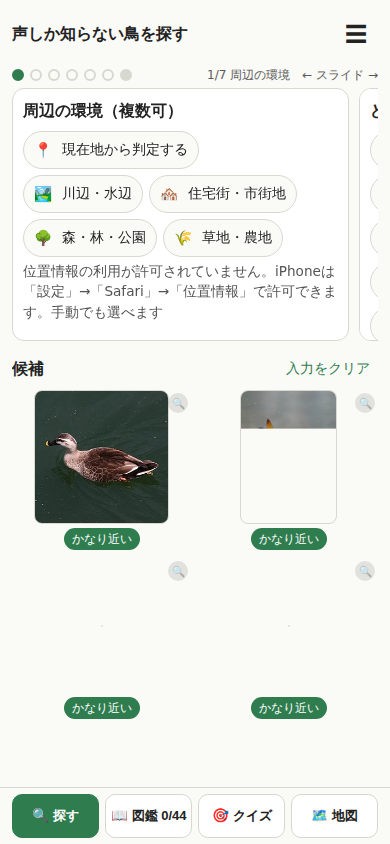 声しか知らない鳥を探す
1/7 周辺の環境 ← スライド →
周辺の環境（複数可）
現在地から判定する
川辺・水辺 住宅街・市街地
森・林・公園 草地・農地
位置情報の利用が許可されていません。iPhoneは
「設定」→「Safari」→「位置情報」で許可できま
す。手動でも選べます
候補 入力をクリア
かなり近い かなり近い
かなり近い かなり近い
探す 図鑑 0/44 クイズ 地図